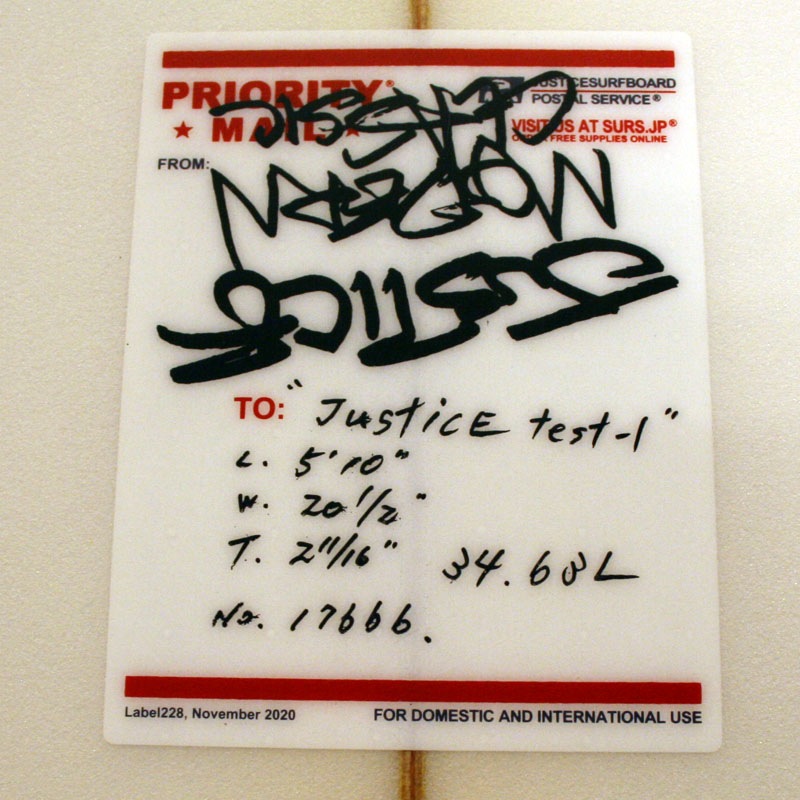 PRIORITY®
★ MAIL ★
JUSTICESURFBOARD
POSTAL SERVICE®
VISIT US AT SURS.JP®
ORDER FREE SUPPLIES ONLINE
FROM:
TO: "JusticE test-1"
L. 5'10"
W. 20 1/2"
T. 2 11/16" 34.63L
No. 17666.
Label228, November 2020
FOR DOMESTIC AND INTERNATIONAL USE